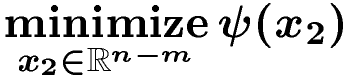 minimize ψ(x₂)
x₂∈ℝⁿ⁻ᵐ